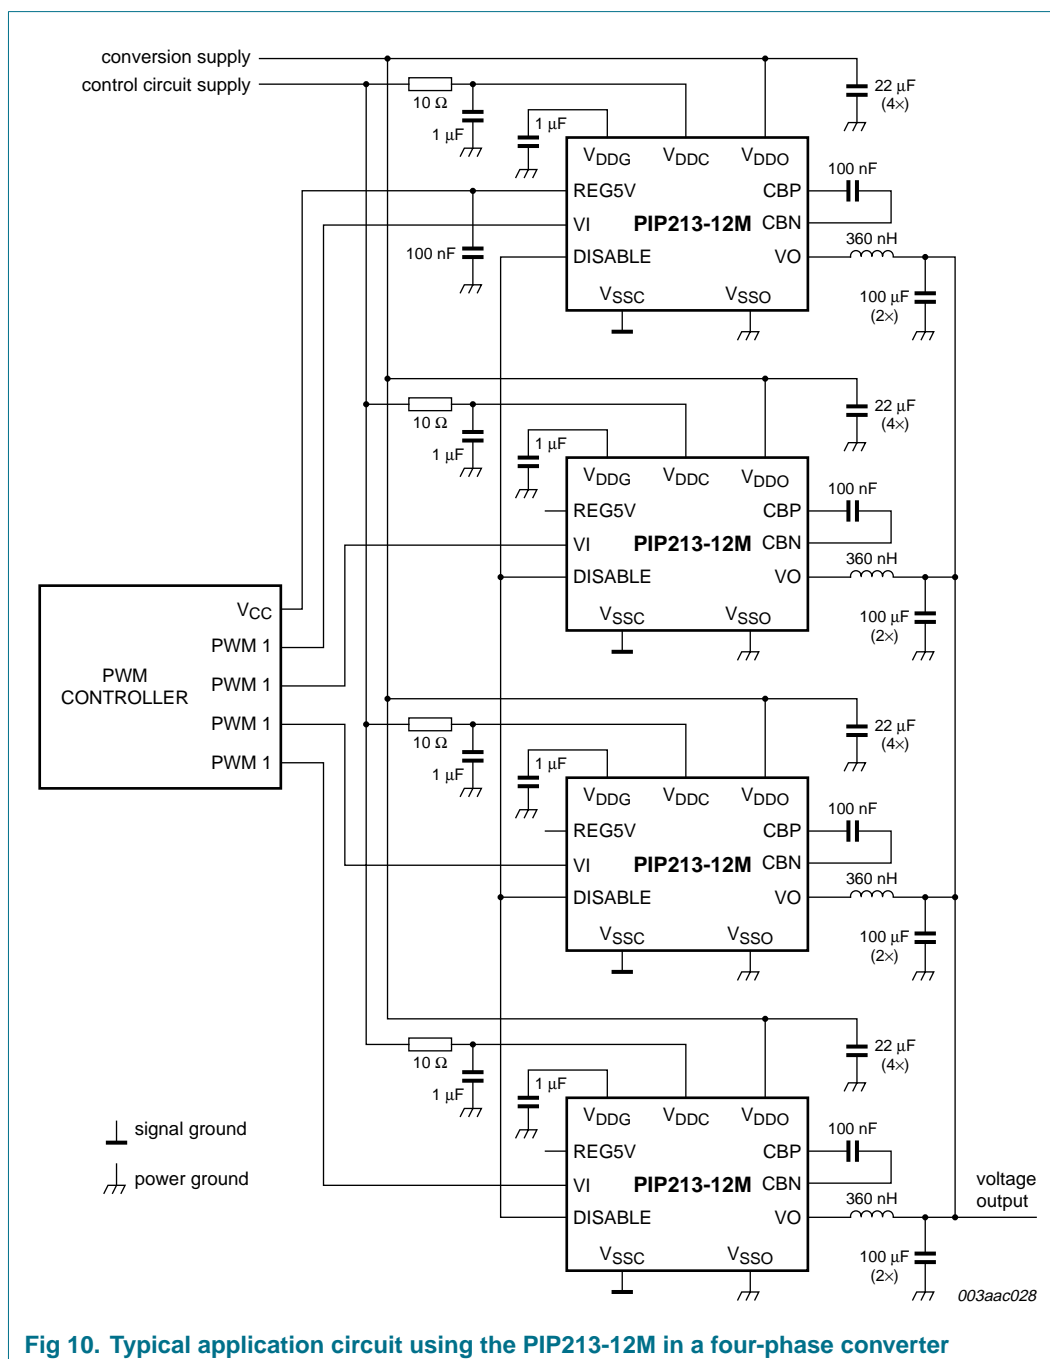 conversion supply
control circuit supply
10 Ω
1 μF
1 μF
22 μF
(4×)
VDDG VDDC VDDO
REG5V CBP
100 nF
VI PIP213-12M CBN
100 nF
DISABLE VO
360 nH
VSSC VSSO
100 μF
(2×)
10 Ω
1 μF
1 μF
22 μF
(4×)
VDDG VDDC VDDO
REG5V CBP
100 nF
VI PIP213-12M CBN
DISABLE VO
360 nH
VSSC VSSO
100 μF
(2×)
PWM
CONTROLLER
VCC
PWM 1
PWM 1
PWM 1
PWM 1
10 Ω
1 μF
1 μF
22 μF
(4×)
VDDG VDDC VDDO
REG5V CBP
100 nF
VI PIP213-12M CBN
DISABLE VO
360 nH
VSSC VSSO
100 μF
(2×)
10 Ω
1 μF
1 μF
22 μF
(4×)
VDDG VDDC VDDO
REG5V CBP
100 nF
VI PIP213-12M CBN
DISABLE VO
360 nH
VSSC VSSO
100 μF
(2×)
signal ground
power ground
voltage
output
003aac028
Fig 10. Typical application circuit using the PIP213-12M in a four-phase converter